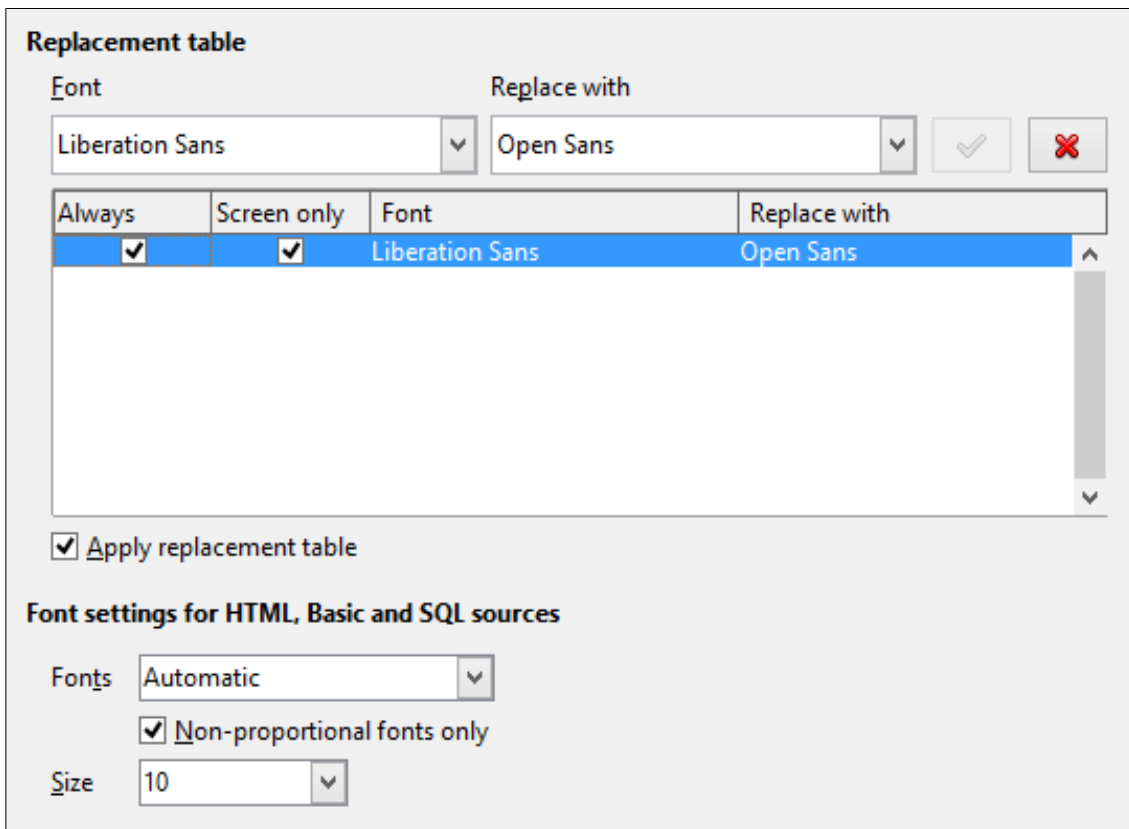 Replacement table
Font Replace with
Liberation Sans Open Sans
Always Screen only Font Replace with
Liberation Sans Open Sans
Apply replacement table
Font settings for HTML, Basic and SQL sources
Fonts Automatic
Non-proportional fonts only
Size 10